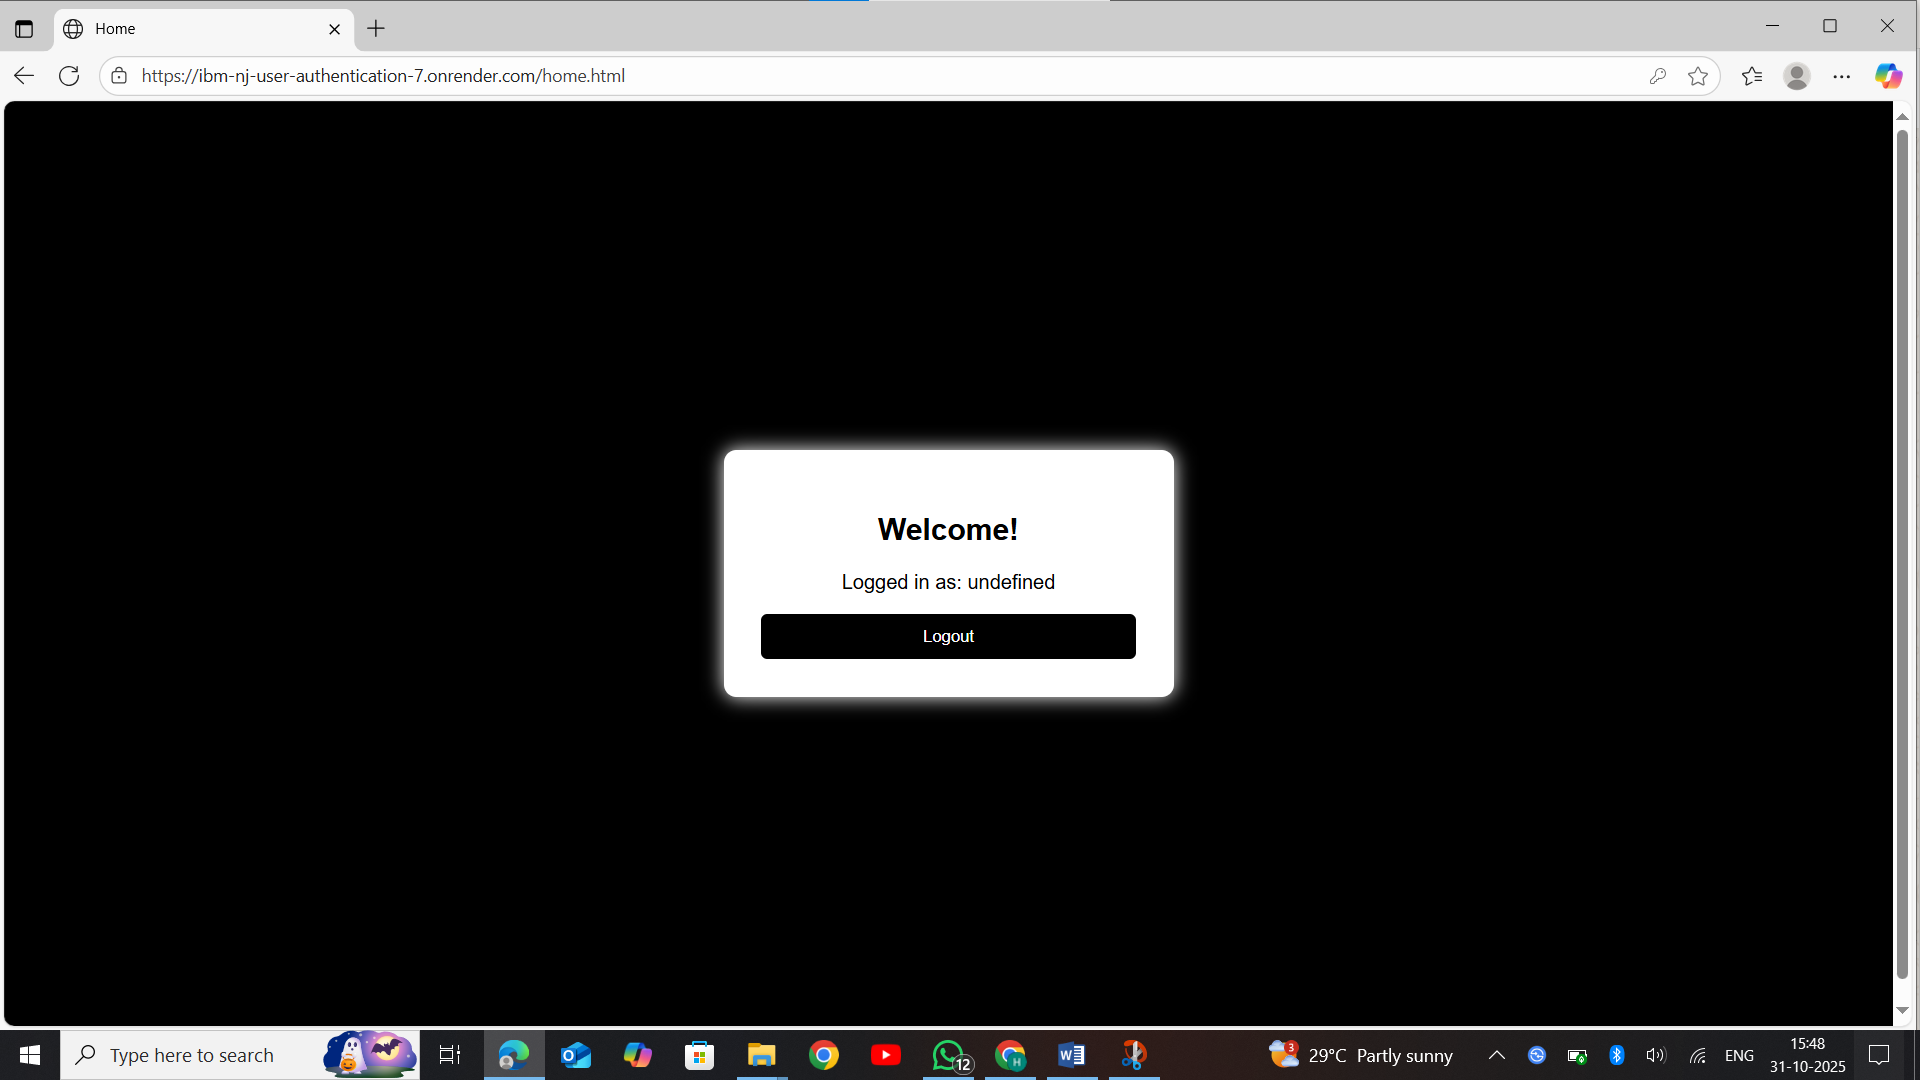 Home
https://ibm-nj-user-authentication-7.onrender.com/home.html
Welcome!
Logged in as: undefined
Logout
Type here to search
12
H
3
29°C Partly sunny
ENG
15:48
31-10-2025